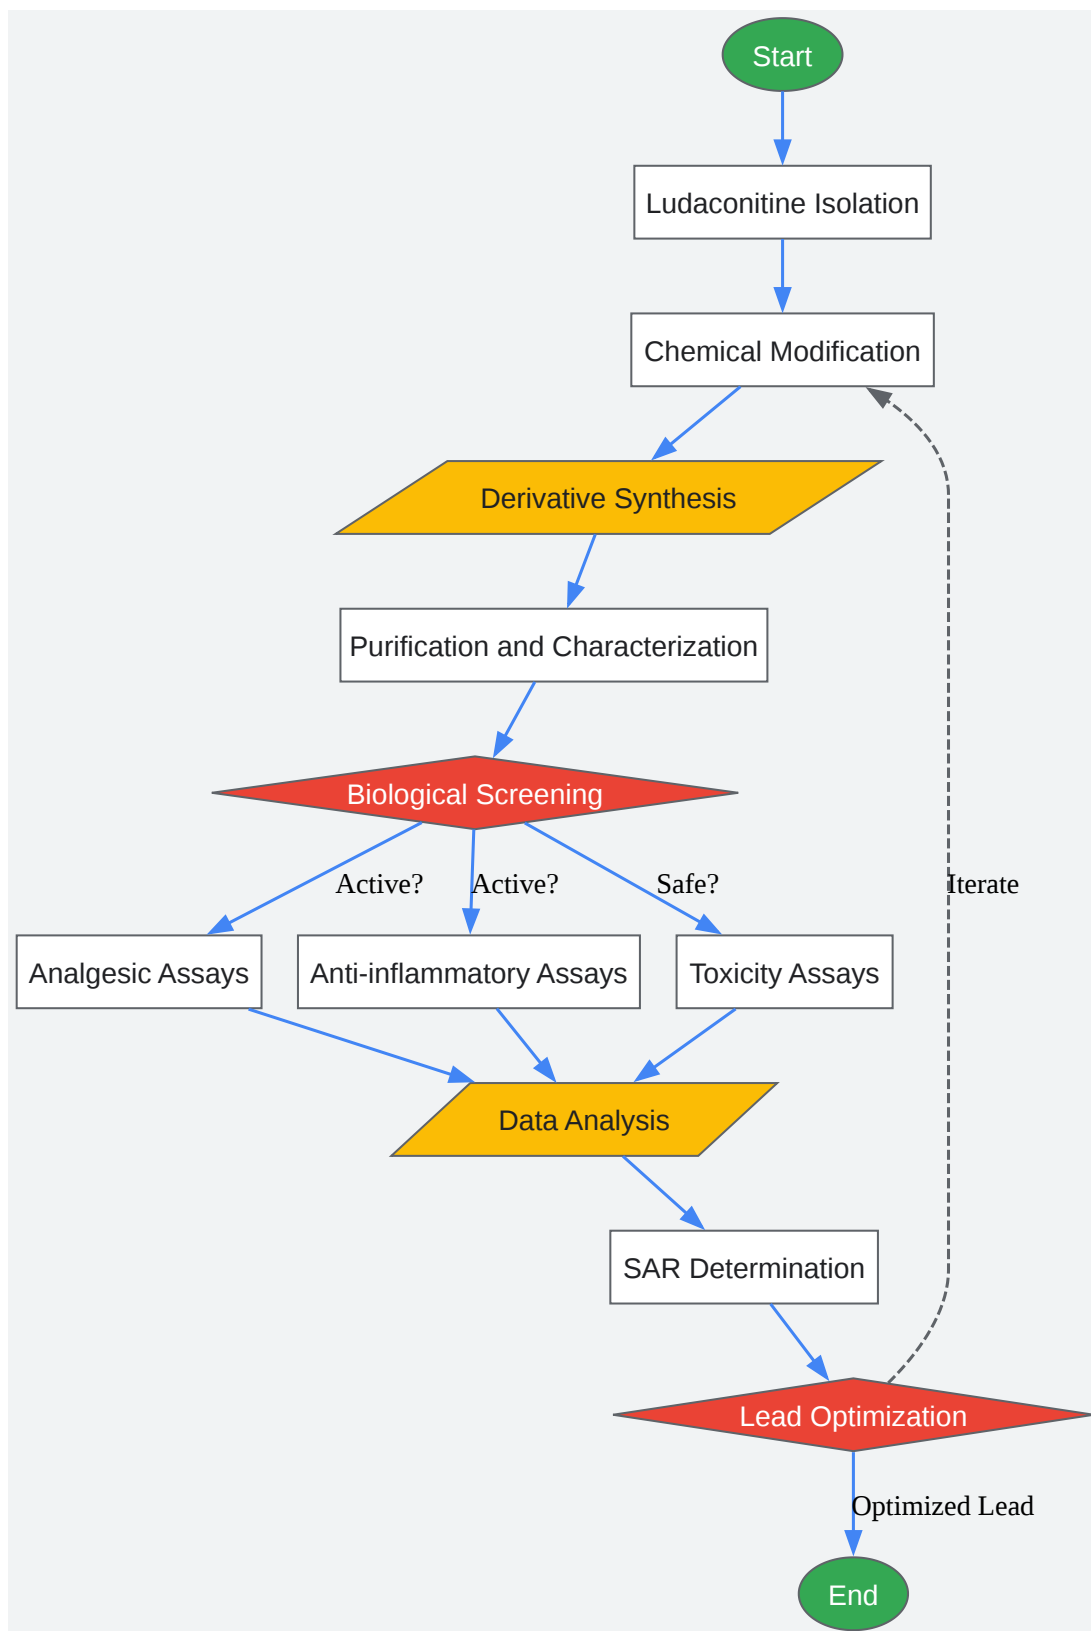 Start
Ludaconitine Isolation
Chemical Modification
Derivative Synthesis
Purification and Characterization
Biological Screening
Active?
Active?
Safe?
Iterate
Analgesic Assays
Anti-inflammatory Assays
Toxicity Assays
Data Analysis
SAR Determination
Lead Optimization
Optimized Lead
End